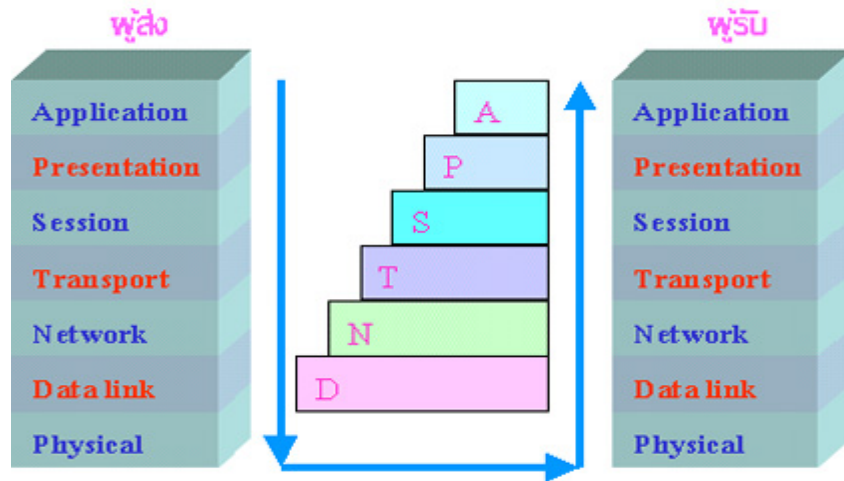 ผู้ส่ง
ผู้รับ
Application
Presentation
Session
Transport
Network
Data link
Physical
A
P
S
T
N
D
Application
Presentation
Session
Transport
Network
Data link
Physical